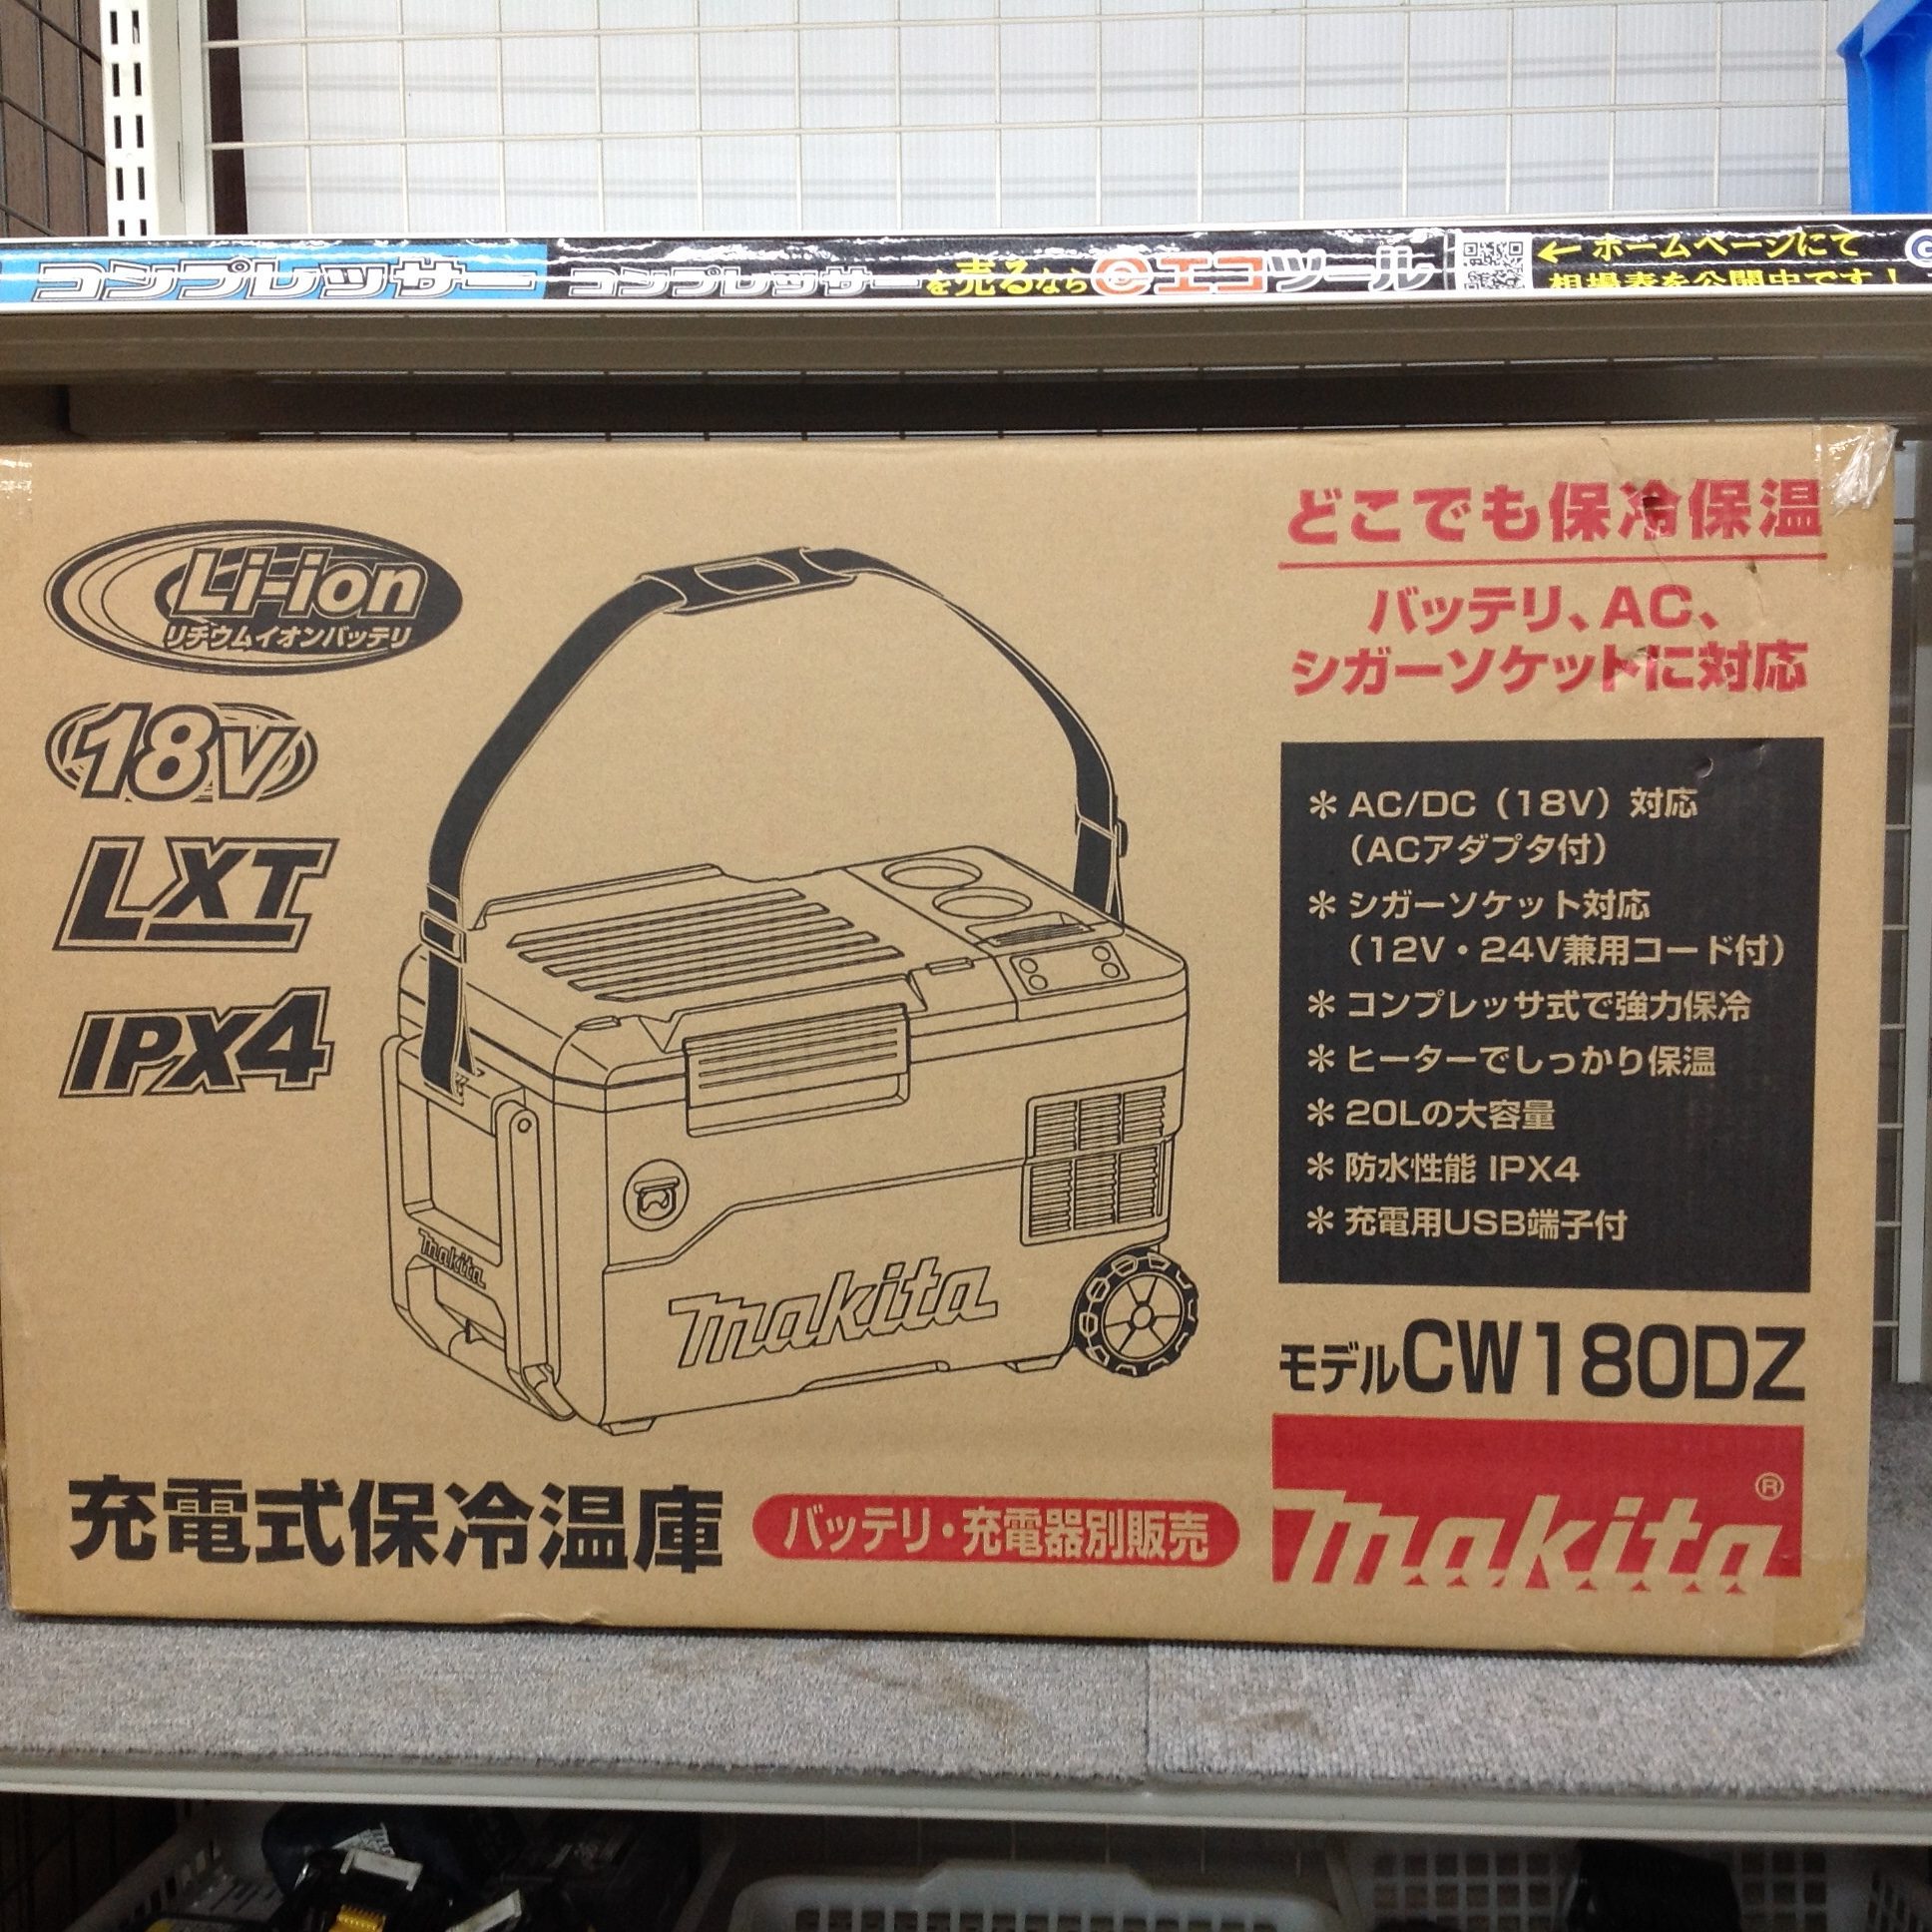 コンプレッサー
コンプレッサーを売るなら エコツール
←ホームページにて
相場表を公開中です！
Li-ion
リチウムイオンバッテリ
18V
LXT
IPX4
makita
makita
どこでも保冷保温
バッテリ、AC、
シガーソケットに対応
＊AC/DC（18V）対応
（ACアダプタ付）
＊シガーソケット対応
（12V・24V兼用コード付）
＊コンプレッサ式で強力保冷
＊ヒーターでしっかり保温
＊20Lの大容量
＊防水性能 IPX4
＊充電用USB端子付
モデルCW180DZ
makita®
充電式保冷温庫
バッテリ・充電器別販売